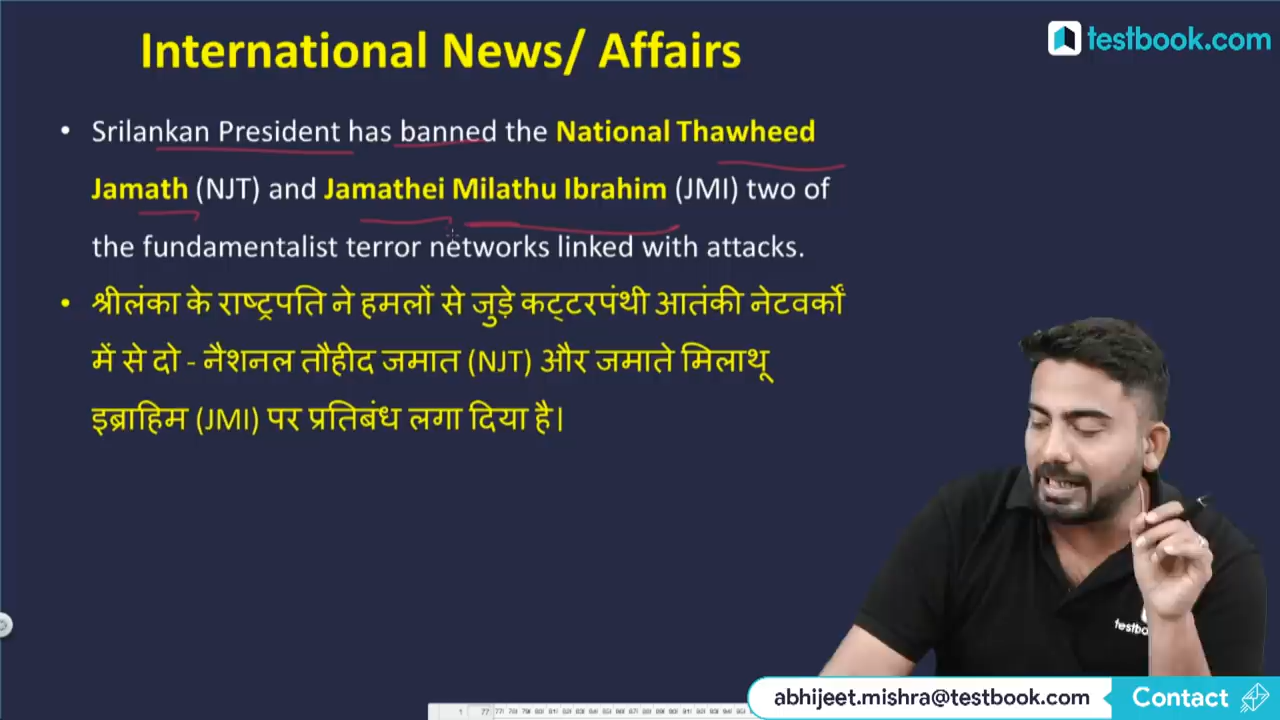 International News/ Affairs
testbook.com
• Srilankan President has banned the National Thawheed
Jamath (NJT) and Jamathei Milathu Ibrahim (JMI) two of
the fundamentalist terror networks linked with attacks.
• श्रीलंका के राष्ट्रपति ने हमलों से जुड़े कट्टरपंथी आतंकी नेटवर्कों
में से दो - नैशनल तौहीद जमात (NJT) और जमाते मिलाथू
इब्राहिम (JMI) पर प्रतिबंध लगा दिया है।
abhijeet.mishra@testbook.com
Contact